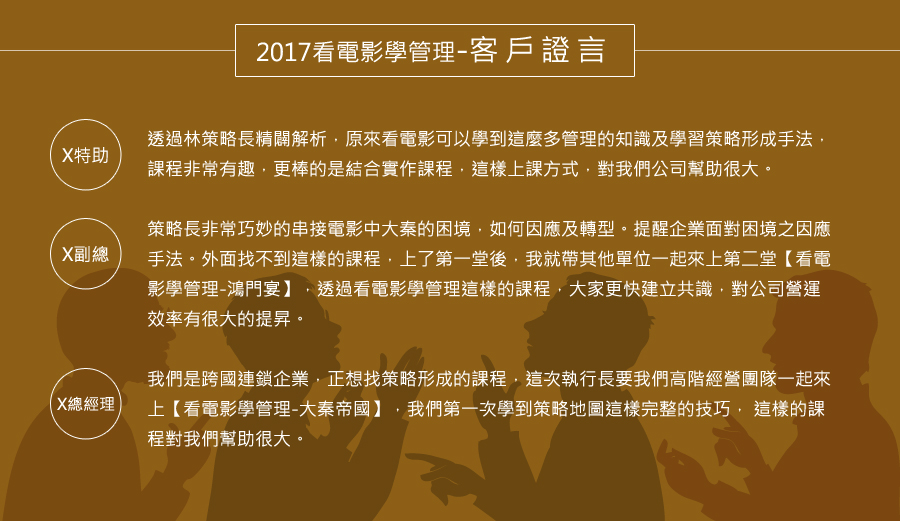 2017看電影學管理-客戶證言
X特助
透過林策略長精闢解析，原來看電影可以學到這麼多管理的知識及學習策略形成手法，
課程非常有趣，更棒的是結合實作課程，這樣上課方式，對我們公司幫助很大。
X副總
策略長非常巧妙的串接電影中大秦的困境，如何因應及轉型。提醒企業面對困境之因應
手法。外面找不到這樣的課程，上了第一堂後，我就帶其他單位一起來上第二堂【看電
影學管理-鴻門宴】，透過看電影學管理這樣的課程，大家更快建立共識，對公司營運
效率有很大的提昇。
X總經理
我們是跨國連鎖企業，正想找策略形成的課程，這次執行長要我們高階經營團隊一起來
上【看電影學管理-大秦帝國】，我們第一次學到策略地圖這樣完整的技巧， 這樣的課
程對我們幫助很大。